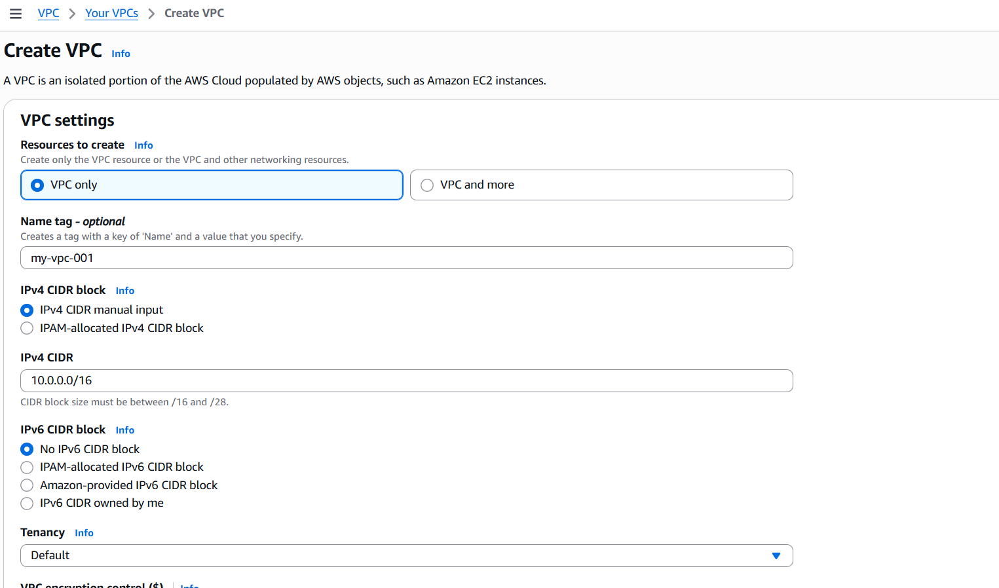 VPC > Your VPCs > Create VPC
Create VPC Info
A VPC is an isolated portion of the AWS Cloud populated by AWS objects, such as Amazon EC2 instances.
VPC settings
Resources to create Info
Create only the VPC resource or the VPC and other networking resources.
VPC only VPC and more
Name tag - optional
Creates a tag with a key of 'Name' and a value that you specify.
my-vpc-001
IPv4 CIDR block Info
IPv4 CIDR manual input
IPAM-allocated IPv4 CIDR block
IPv4 CIDR
10.0.0.0/16
CIDR block size must be between /16 and /28.
IPv6 CIDR block Info
No IPv6 CIDR block
IPAM-allocated IPv6 CIDR block
Amazon-provided IPv6 CIDR block
IPv6 CIDR owned by me
Tenancy Info
Default
VPC encryption control ($) Info